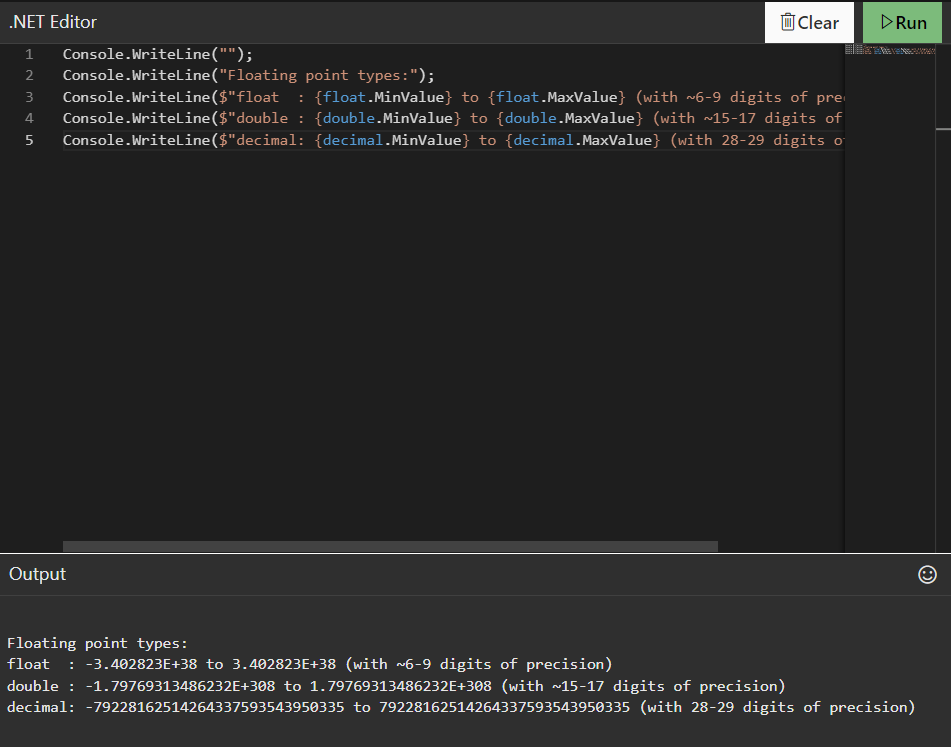 .NET Editor
Clear
Run
1 Console.WriteLine("");
2 Console.WriteLine("Floating point types:");
3 Console.WriteLine($"float  : {float.MinValue} to {float.MaxValue} (with ~6-9 digits of pre
4 Console.WriteLine($"double : {double.MinValue} to {double.MaxValue} (with ~15-17 digits of
5 Console.WriteLine($"decimal: {decimal.MinValue} to {decimal.MaxValue} (with 28-29 digits o
Output
Floating point types:
float  : -3.402823E+38 to 3.402823E+38 (with ~6-9 digits of precision)
double : -1.79769313486232E+308 to 1.79769313486232E+308 (with ~15-17 digits of precision)
decimal: -79228162514264337593543950335 to 79228162514264337593543950335 (with 28-29 digits of precision)